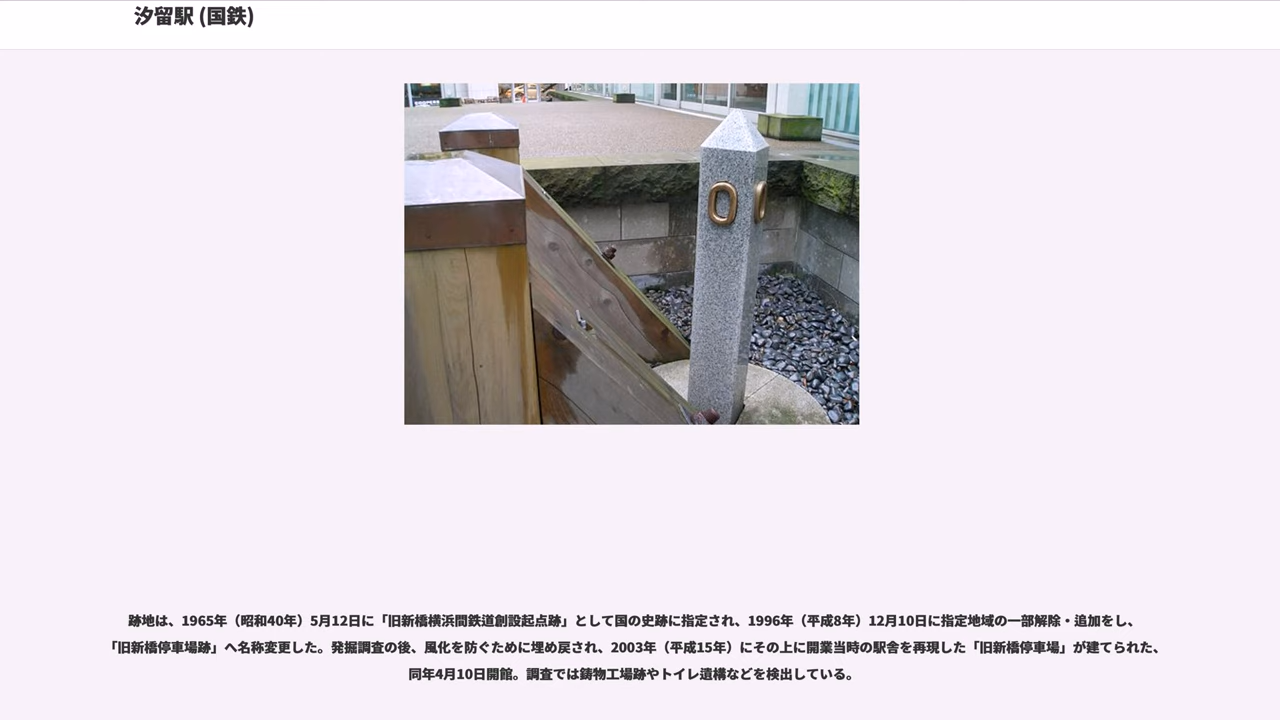 汐留駅 (国鉄)
0
0
跡地は、1965年（昭和40年）5月12日に「旧新橋横浜間鉄道創設起点跡」として国の史跡に指定され、1996年（平成8年）12月10日に指定地域の一部解除・追加をし、
「旧新橋停車場跡」へ名称変更した。発掘調査の後、風化を防ぐために埋め戻され、2003年（平成15年）にその上に開業当時の駅舎を再現した「旧新橋停車場」が建てられた、
同年4月10日開館。調査では鋳物工場跡やトイレ遺構などを検出している。